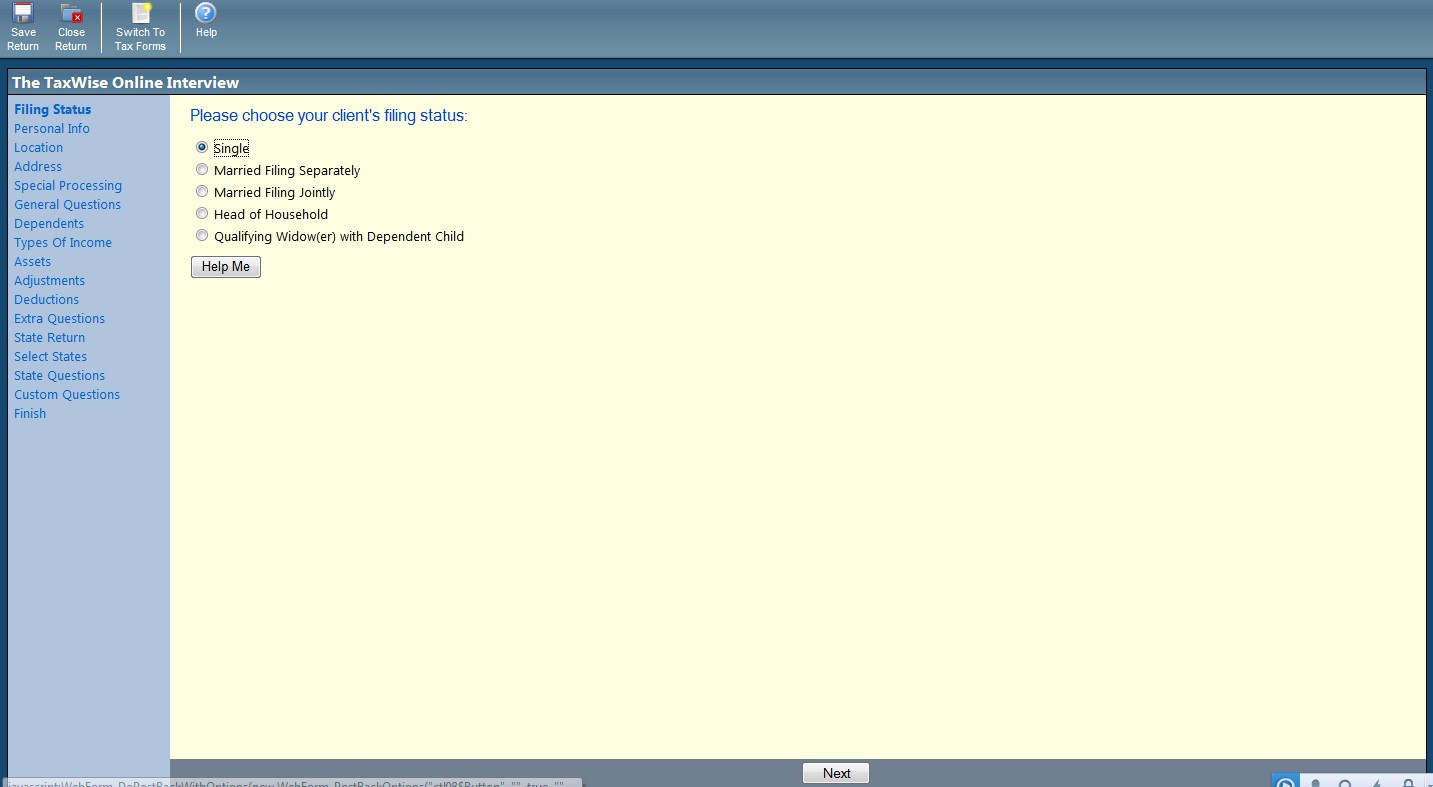 Save Return
Close Return
Switch To Tax Forms
Help
The TaxWise Online Interview
Filing Status
Personal Info
Location
Address
Special Processing
General Questions
Dependents
Types Of Income
Assets
Adjustments
Deductions
Extra Questions
State Return
Select States
State Questions
Custom Questions
Finish
Please choose your client's filing status:
Single
Married Filing Separately
Married Filing Jointly
Head of Household
Qualifying Widow(er) with Dependent Child
Help Me
Next